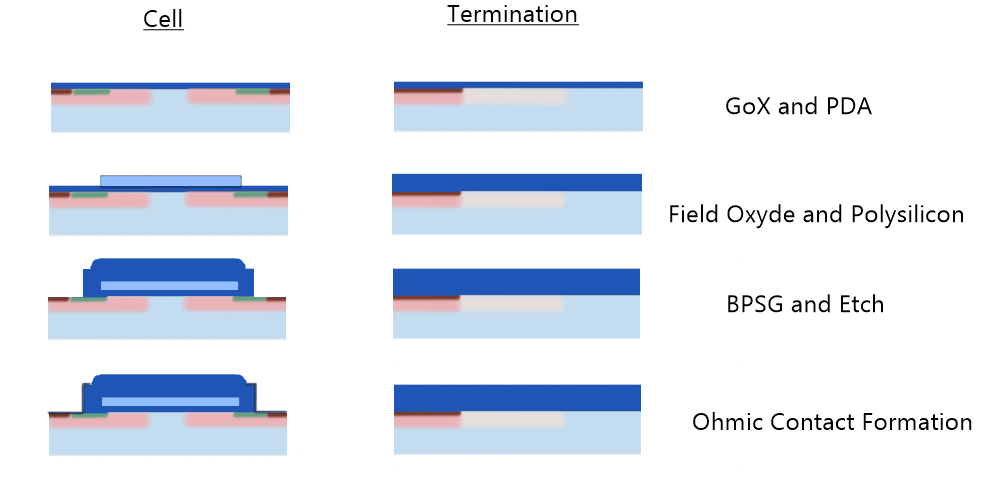 Cell
Termination
GoX and PDA
Field Oxyde and Polysilicon
BPSG and Etch
Ohmic Contact Formation